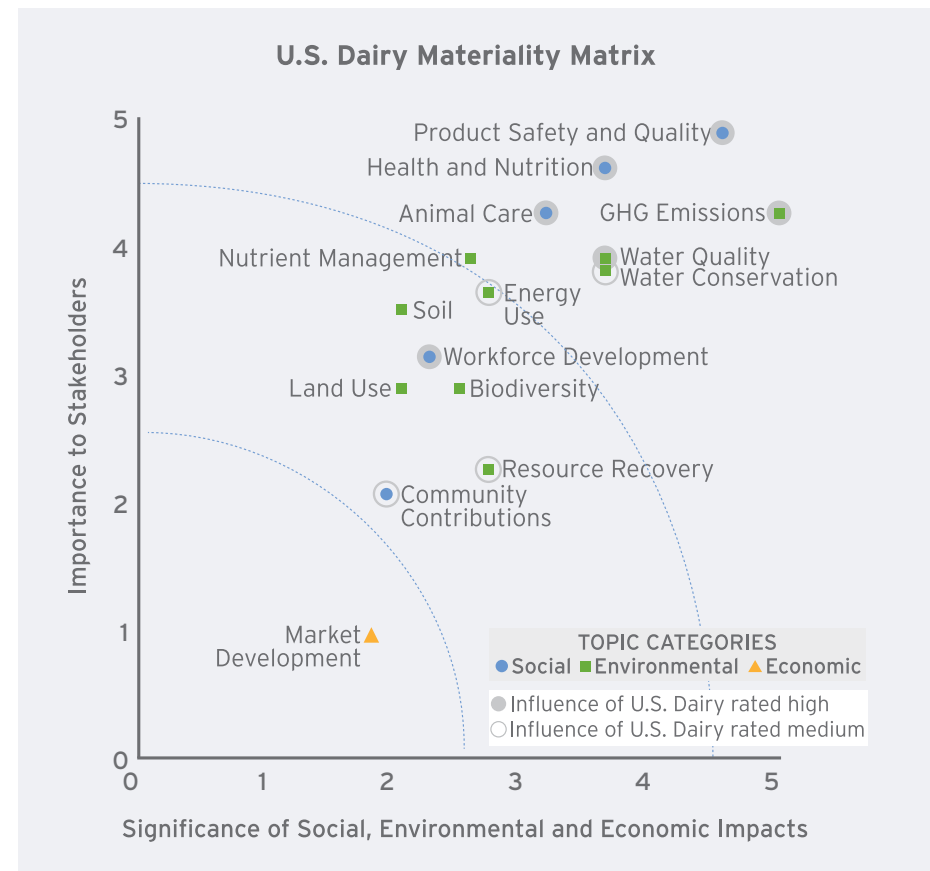 U.S. Dairy Materiality Matrix
5
Product Safety and Quality
Health and Nutrition
Animal Care
GHG Emissions
4
Nutrient Management
Water Quality
Water Conservation
Energy
Use
Soil
3
Workforce Development
Land Use
Biodiversity
Resource Recovery
2
Community
Contributions
1
Market
Development
Importance to Stakeholders
TOPIC CATEGORIES
Social Environmental Economic
Influence of U.S. Dairy rated high
Influence of U.S. Dairy rated medium
0
0 1 2 3 4 5
Significance of Social, Environmental and Economic Impacts